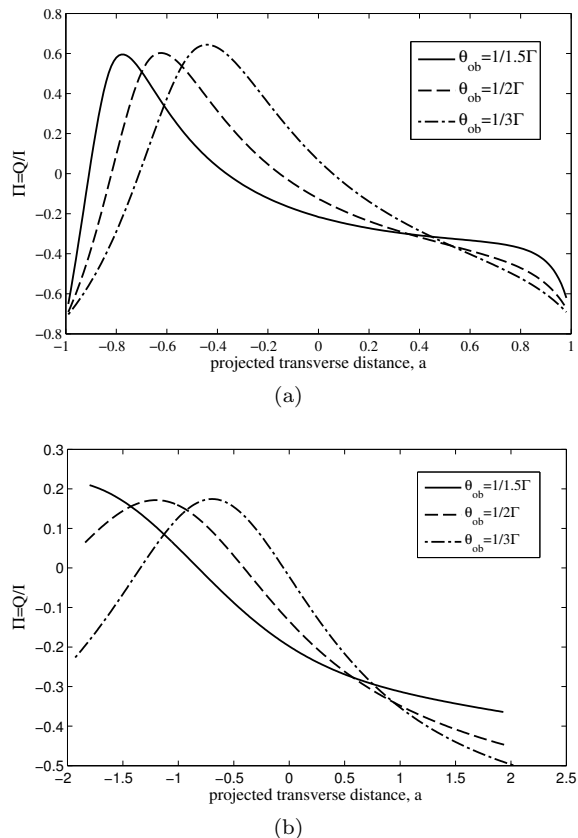 0.8
0.6
0.4
0.2
0
−0.2
−0.4
−0.6
−0.8
Π=Q/I
−1 −0.8 −0.6 −0.4 −0.2 0 0.2 0.4 0.6 0.8 1
projected transverse distance, a
θob=1/1.5Γ
θob=1/2Γ
θob=1/3Γ
(a)
0.3
0.2
0.1
0
−0.1
−0.2
−0.3
−0.4
−0.5
Π=Q/I
−2 −1.5 −1 −0.5 0 0.5 1 1.5 2 2.5
projected transverse distance, a
θob=1/1.5Γ
θob=1/2Γ
θob=1/3Γ
(b)